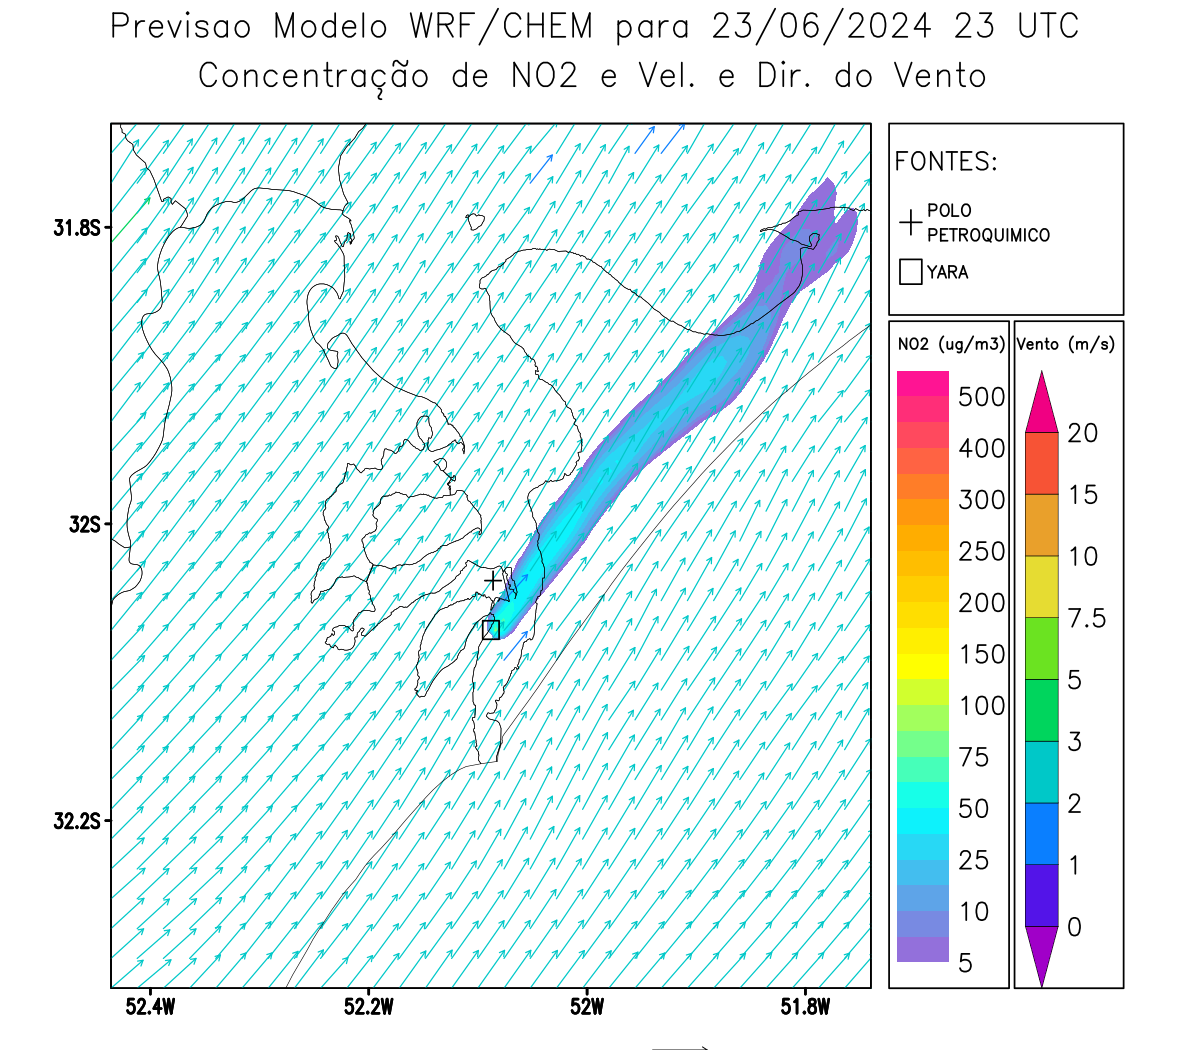 Previsao Modelo WRF/CHEM para 23/06/2024 23 UTC
Concentração de NO2 e Vel. e Dir. do Vento
FONTES:
POLO
PETROQUIMICO
YARA
31.8S
32S
32.2S
52.4W
52.2W
52W
51.8W
NO2 (ug/m3)
500
400
300
250
200
150
100
75
50
25
10
5
Vento (m/s)
20
15
10
7.5
5
3
2
1
0